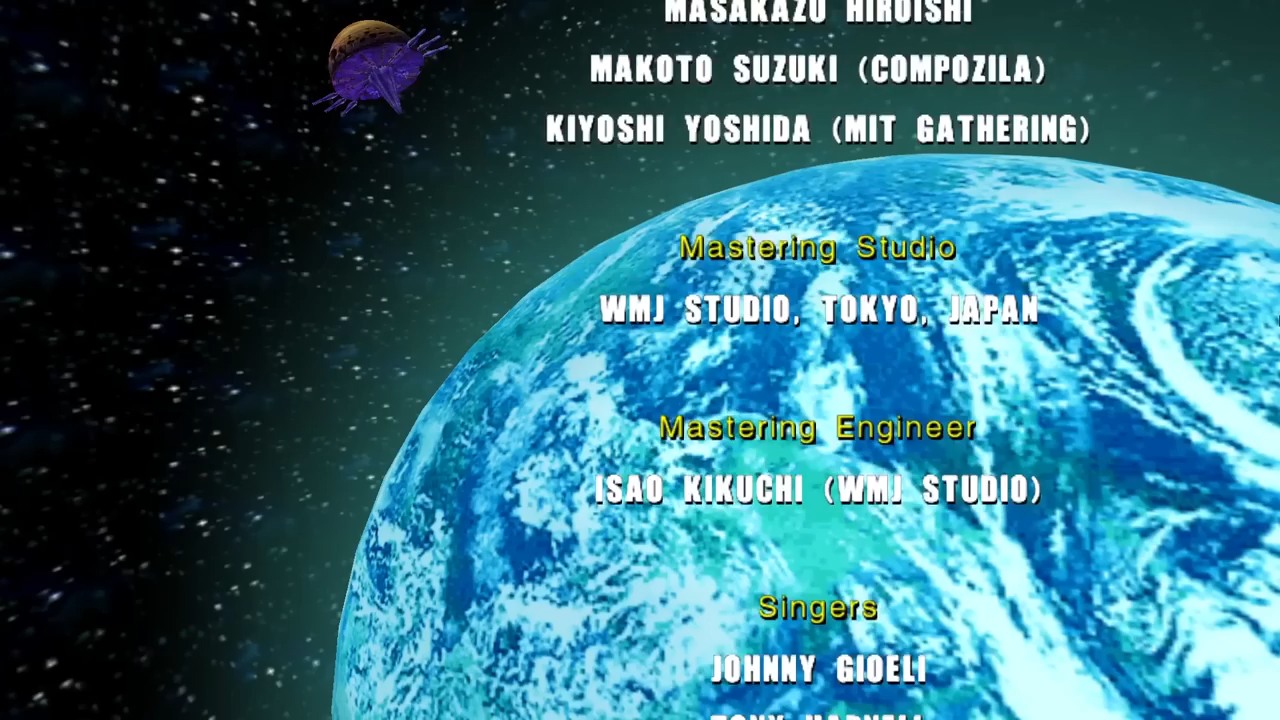 MASAKAZU HIROISHI
MAKOTO SUZUKI (COMPOZILA)
KIYOSHI YOSHIDA (MIT GATHERING)
Mastering Studio
WMJ STUDIO, TOKYO, JAPAN
Mastering Engineer
ISAO KIKUCHI (WMJ STUDIO)
Singers
JOHNNY GIOELI